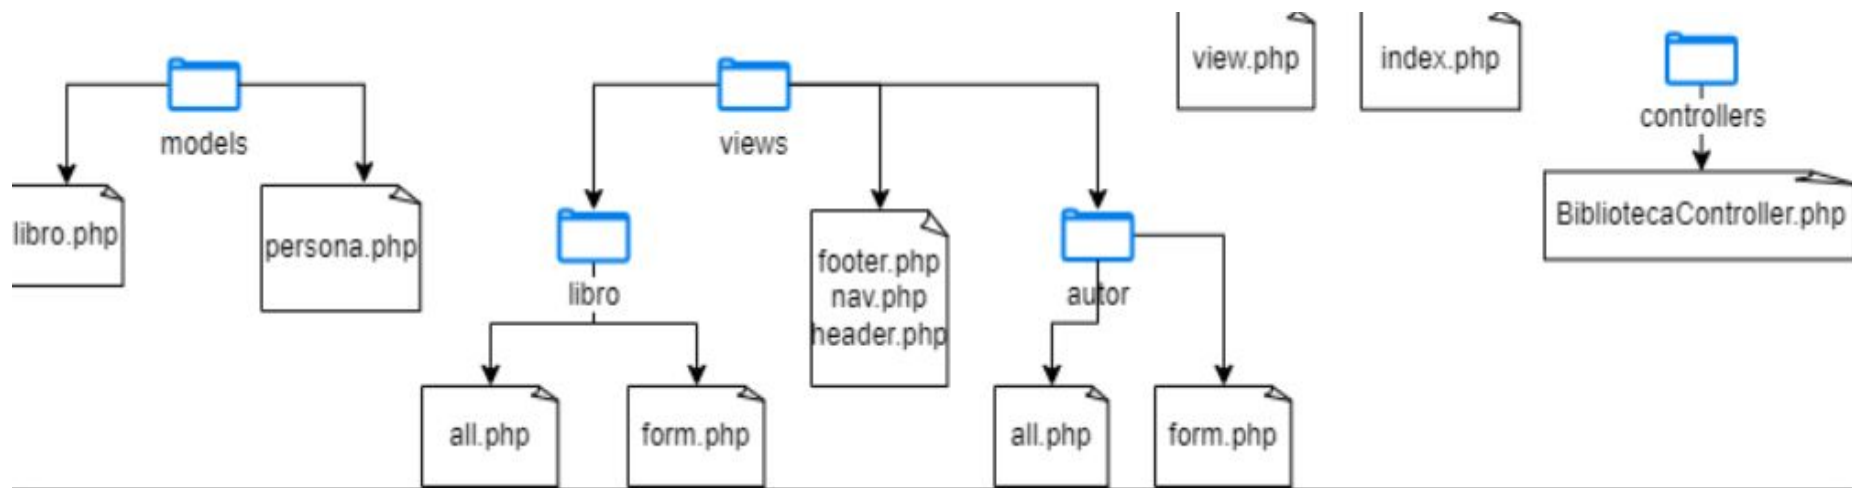 view.php
index.php
models
views
controllers
libro.php
persona.php
BibliotecaController.php
libro
footer.php
nav.php
header.php
autor
all.php
form.php
all.php
form.php